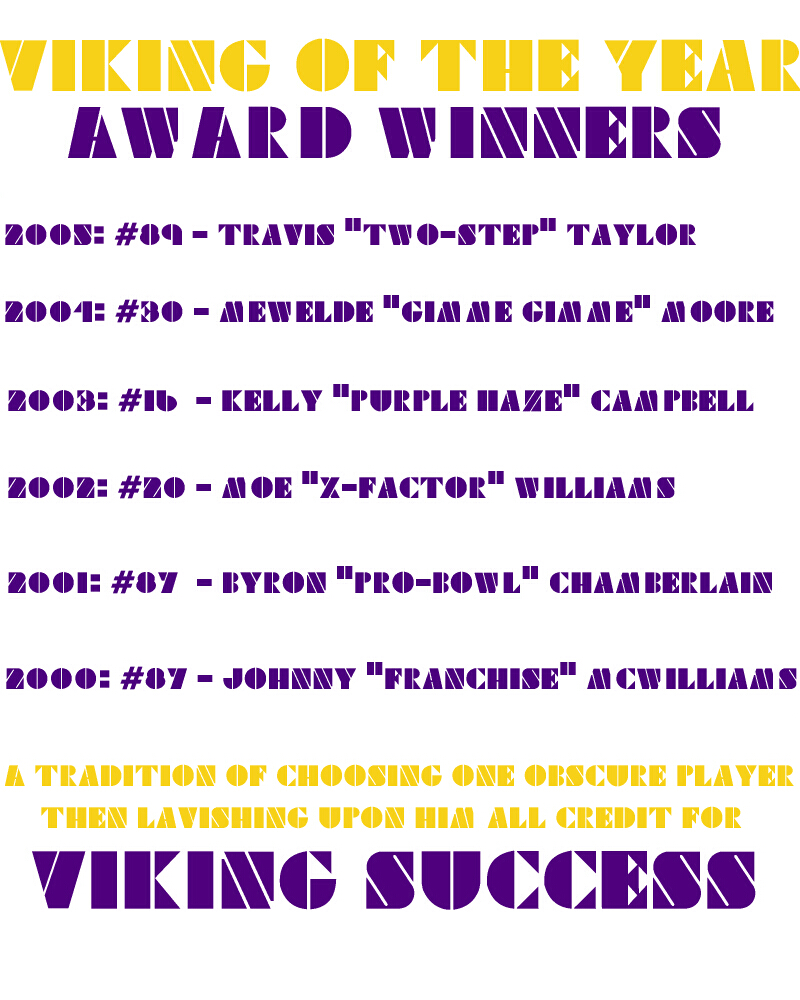 VIKING OF THE YEAR
AWARD WINNERS
2005: #89 - TRAVIS "TWO-STEP" TAYLOR
2004: #30 - MEWELDE "GIMME GIMME" MOORE
2003: #16 - KELLY "PURPLE HAZE" CAMPBELL
2002: #20 - MOE "X-FACTOR" WILLIAMS
2001: #87 - BYRON "PRO-BOWL" CHAMBERLAIN
2000: #87 - JOHNNY "FRANCHISE" MCWILLIAMS
A TRADITION OF CHOOSING ONE OBSCURE PLAYER
THEN LAVISHING UPON HIM ALL CREDIT FOR
VIKING SUCCESS